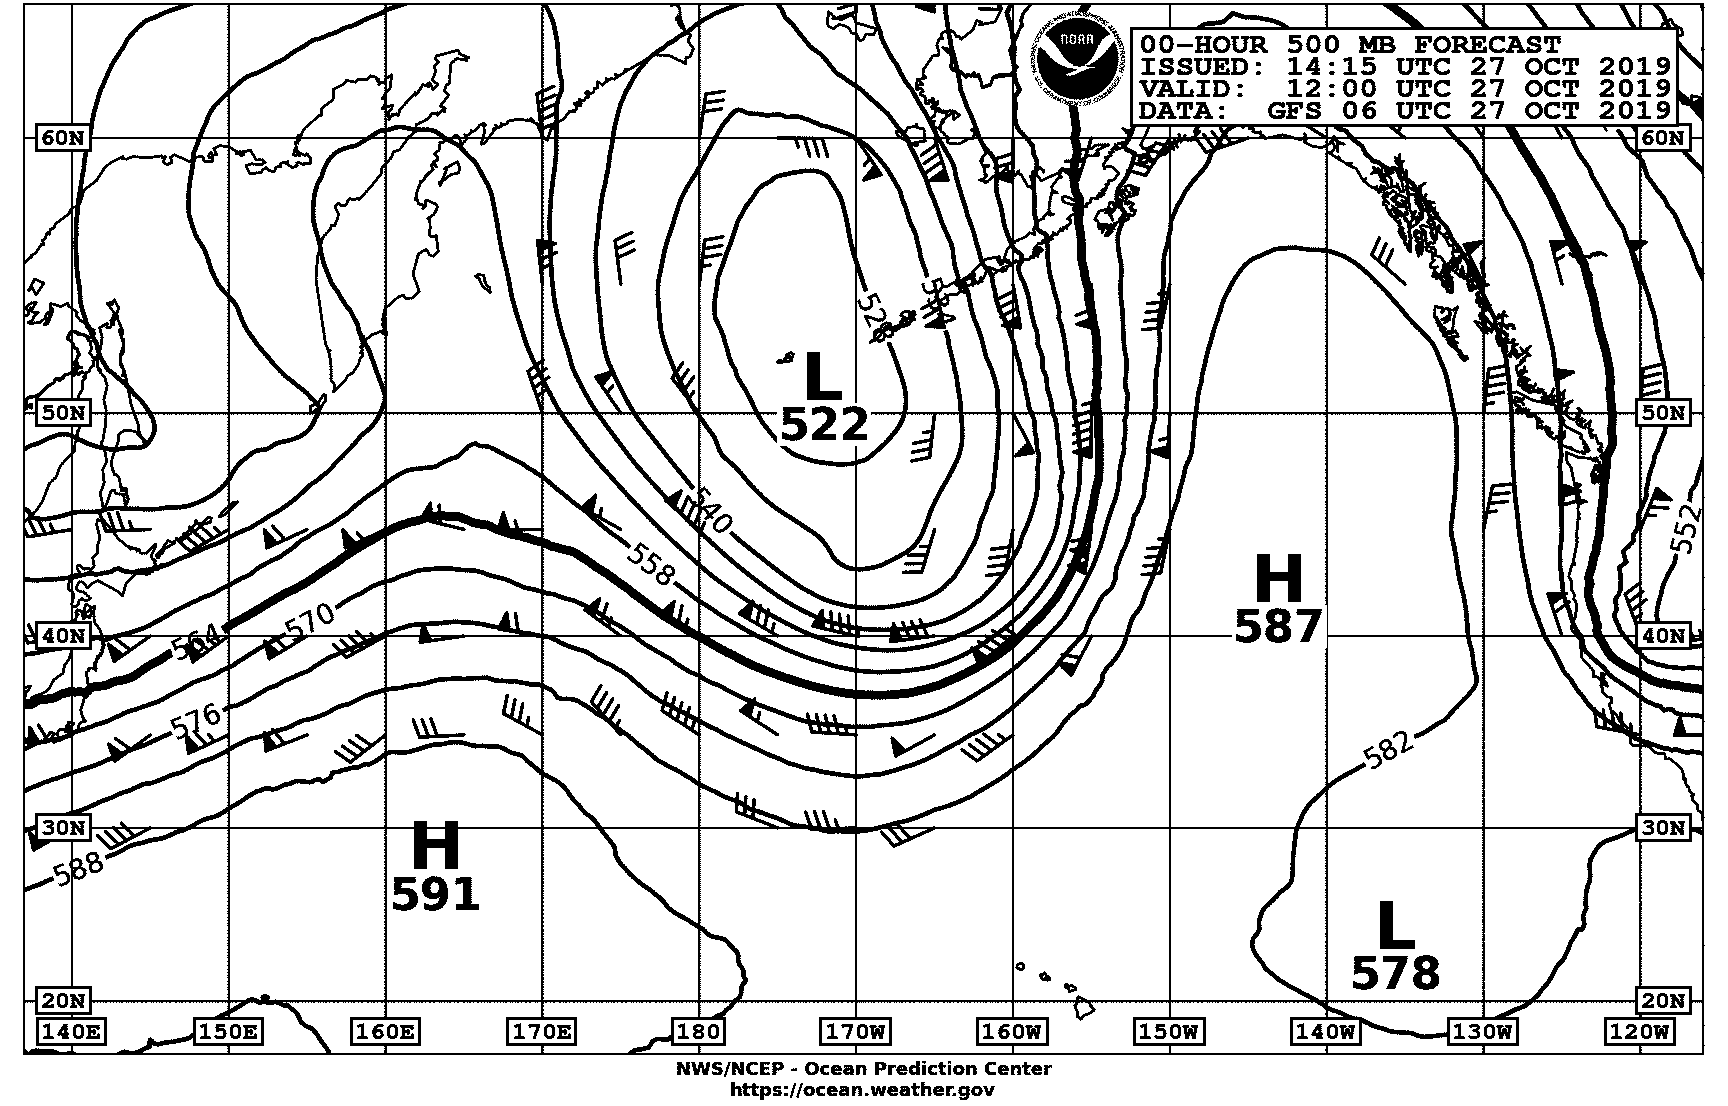 NOAA
00-HOUR 500 MB FORECAST
ISSUED: 14:15 UTC 27 OCT 2019
VALID: 12:00 UTC 27 OCT 2019
DATA: GFS 06 UTC 27 OCT 2019
60N
60N
528
534
L
522
50N
50N
540
552
558
H
587
564
570
40N
40N
576
582
30N
30N
588
H
591
L
578
20N
20N
140E 150E 160E 170E 180 170W 160W 150W 140W 130W 120W
NWS/NCEP - Ocean Prediction Center
https://ocean.weather.gov